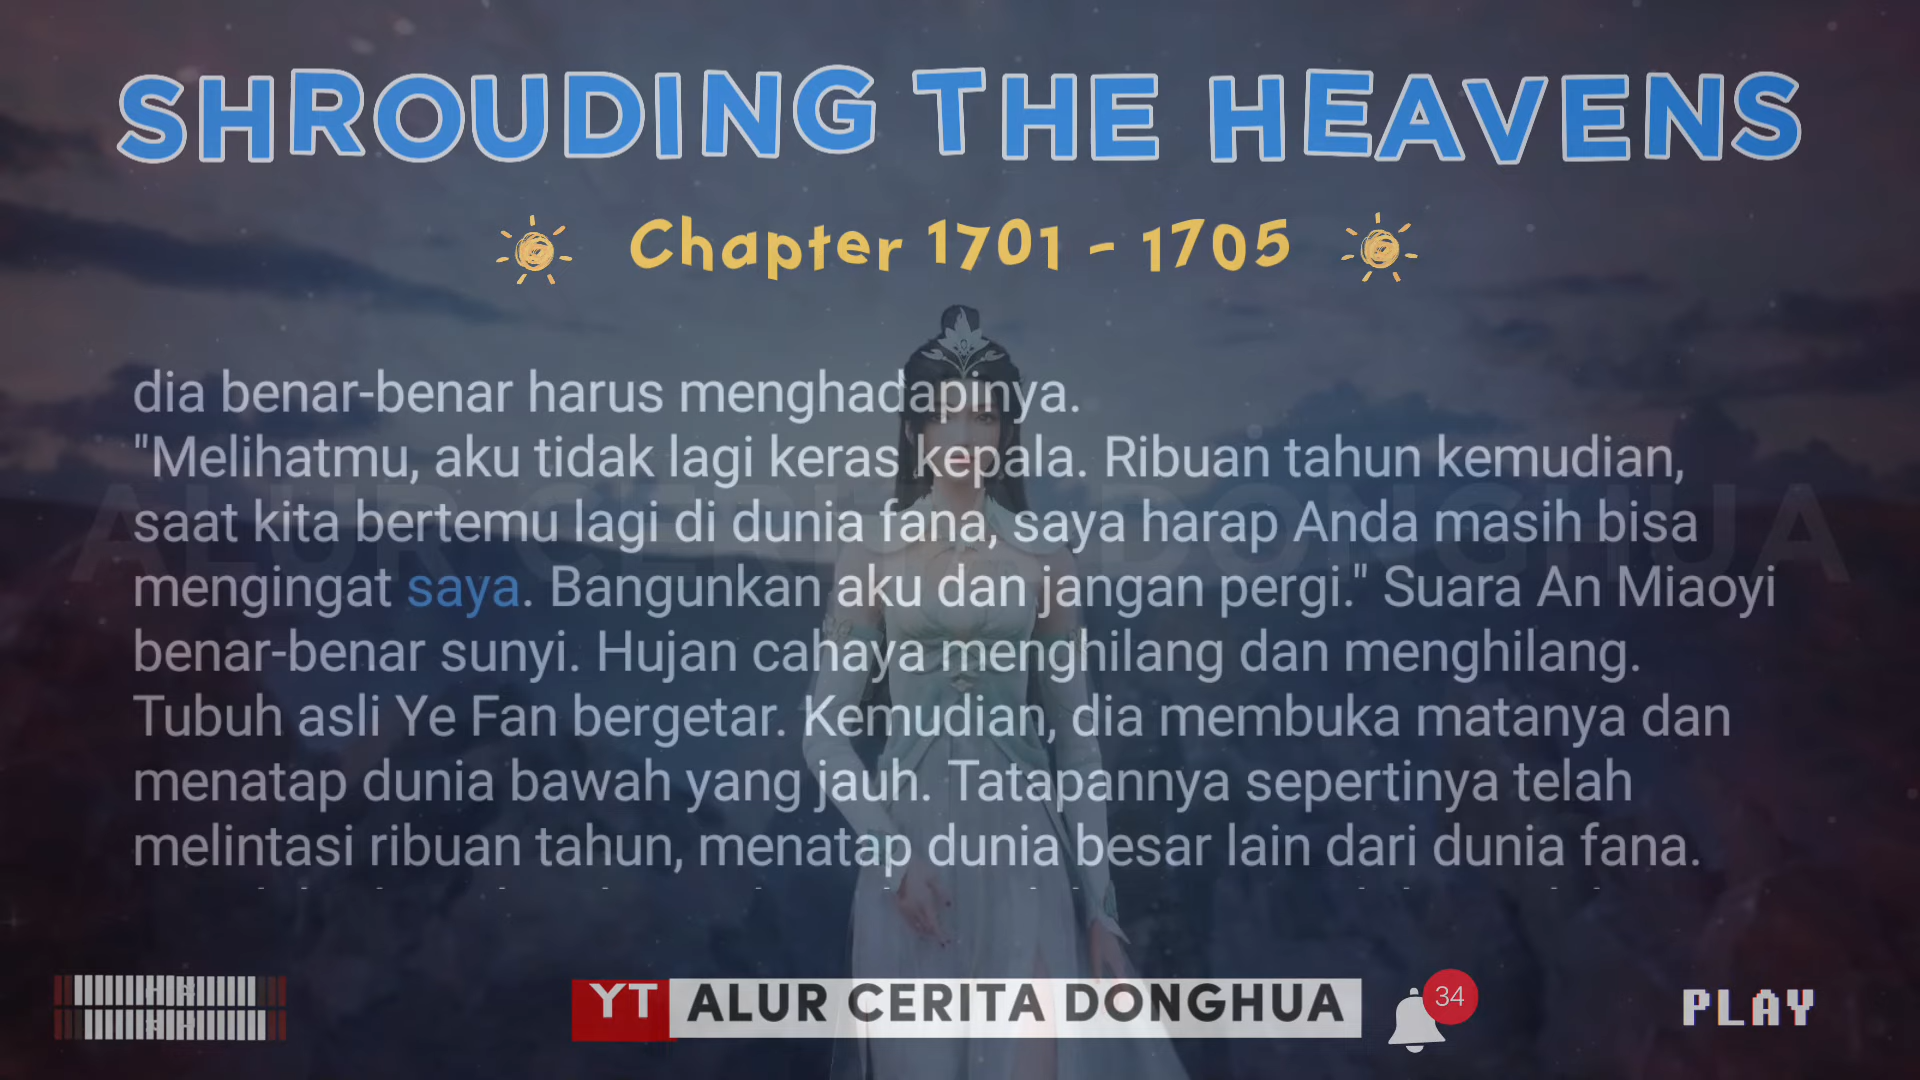 SHROUDING THE HEAVENS
Chapter 1701 - 1705
dia benar-benar harus menghadapinya.
"Melihatmu, aku tidak lagi keras kepala. Ribuan tahun kemudian,
saat kita bertemu lagi di dunia fana, saya harap Anda masih bisa
mengingat saya. Bangunkan aku dan jangan pergi." Suara An Miaoyi
benar-benar sunyi. Hujan cahaya menghilang dan menghilang.
Tubuh asli Ye Fan bergetar. Kemudian, dia membuka matanya dan
menatap dunia bawah yang jauh. Tatapannya sepertinya telah
melintasi ribuan tahun, menatap dunia besar lain dari dunia fana.
ALUR CERITA DONGHUA
YT ALUR CERITA DONGHUA
34
PLAY